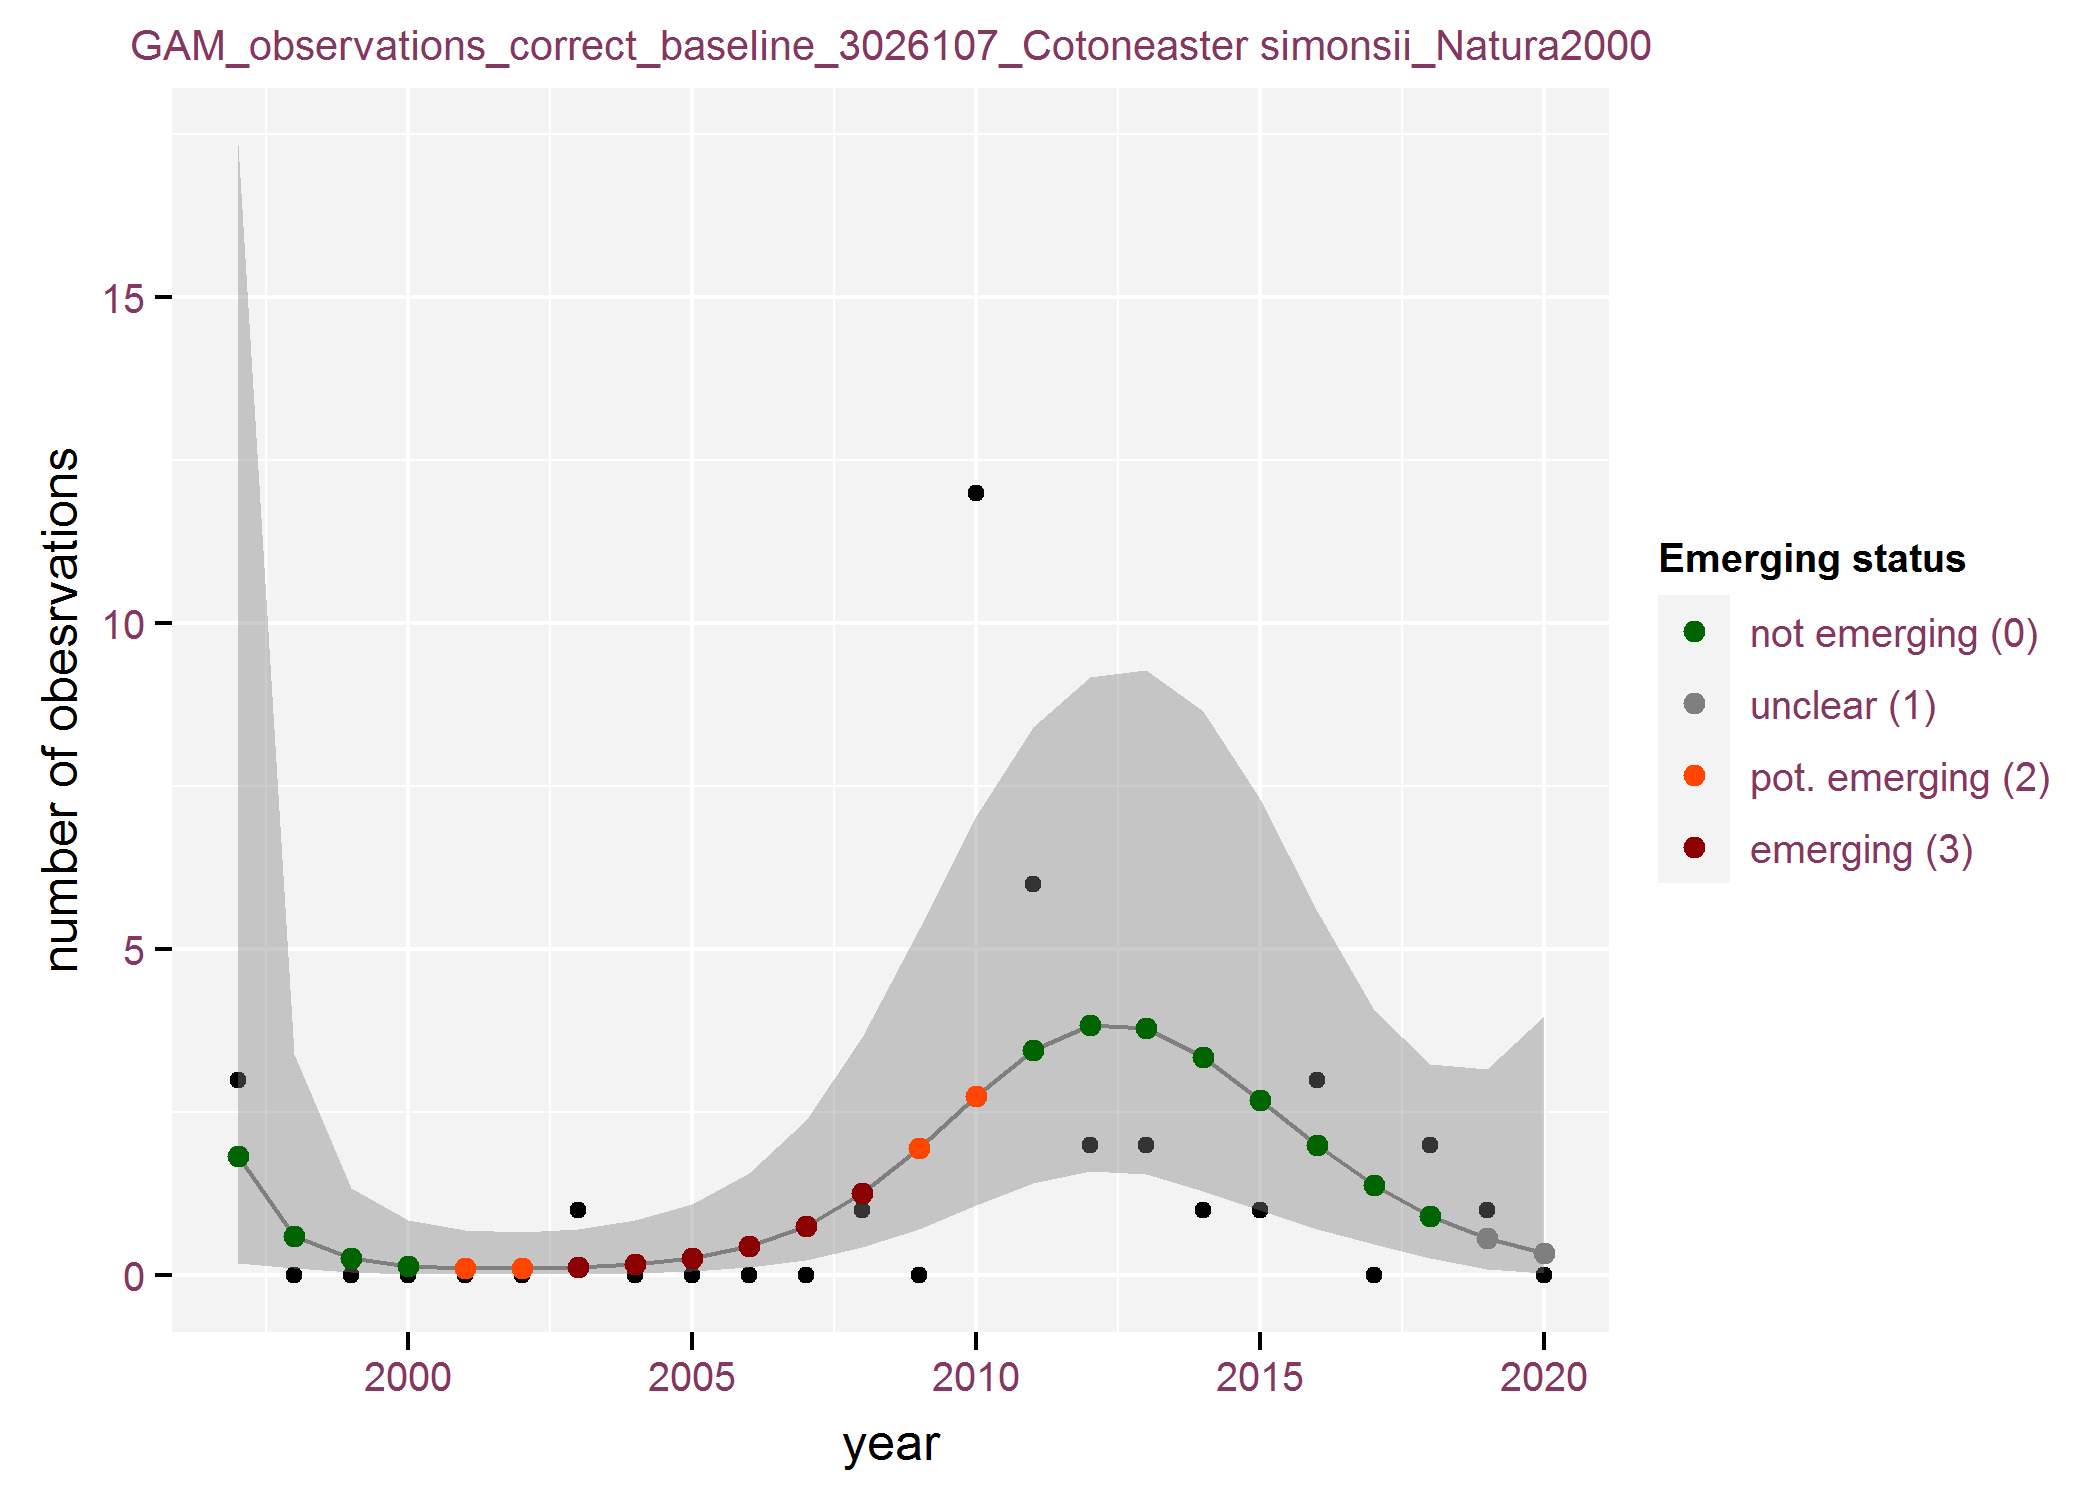 GAM_observations_correct_baseline_3026107_Cotoneaster simonsii_Natura2000
number of obesrvations
15
10
5
0
2000 2005 2010 2015 2020
year
Emerging status
not emerging (0)
unclear (1)
pot. emerging (2)
emerging (3)